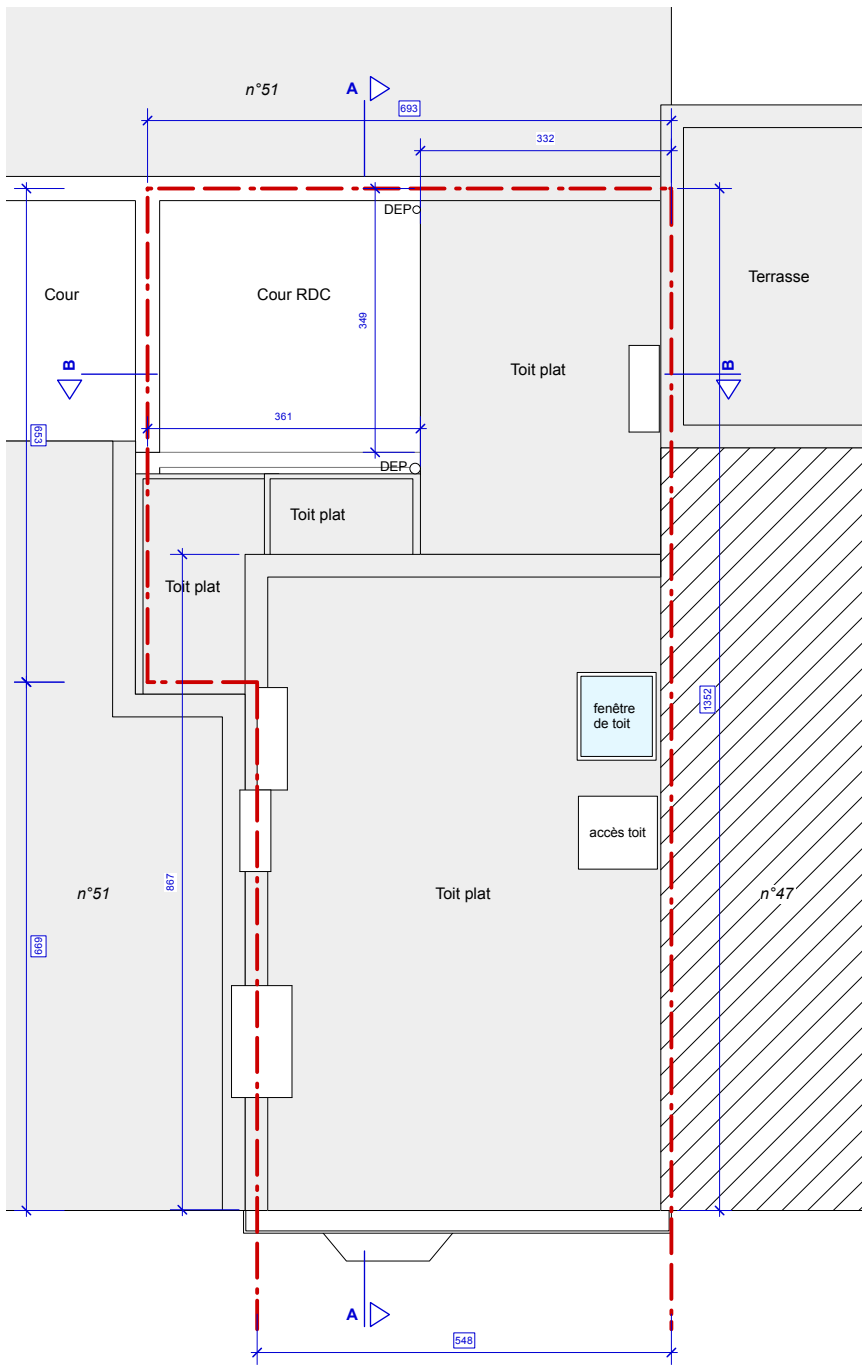 n°51
A
693
332
DEP
Cour
Cour RDC
Terrasse
349
B
Toit plat
B
361
653
DEP
Toit plat
Toit plat
fenêtre
de toit
1352
accès toit
867
n°51
Toit plat
n°47
669
A
548